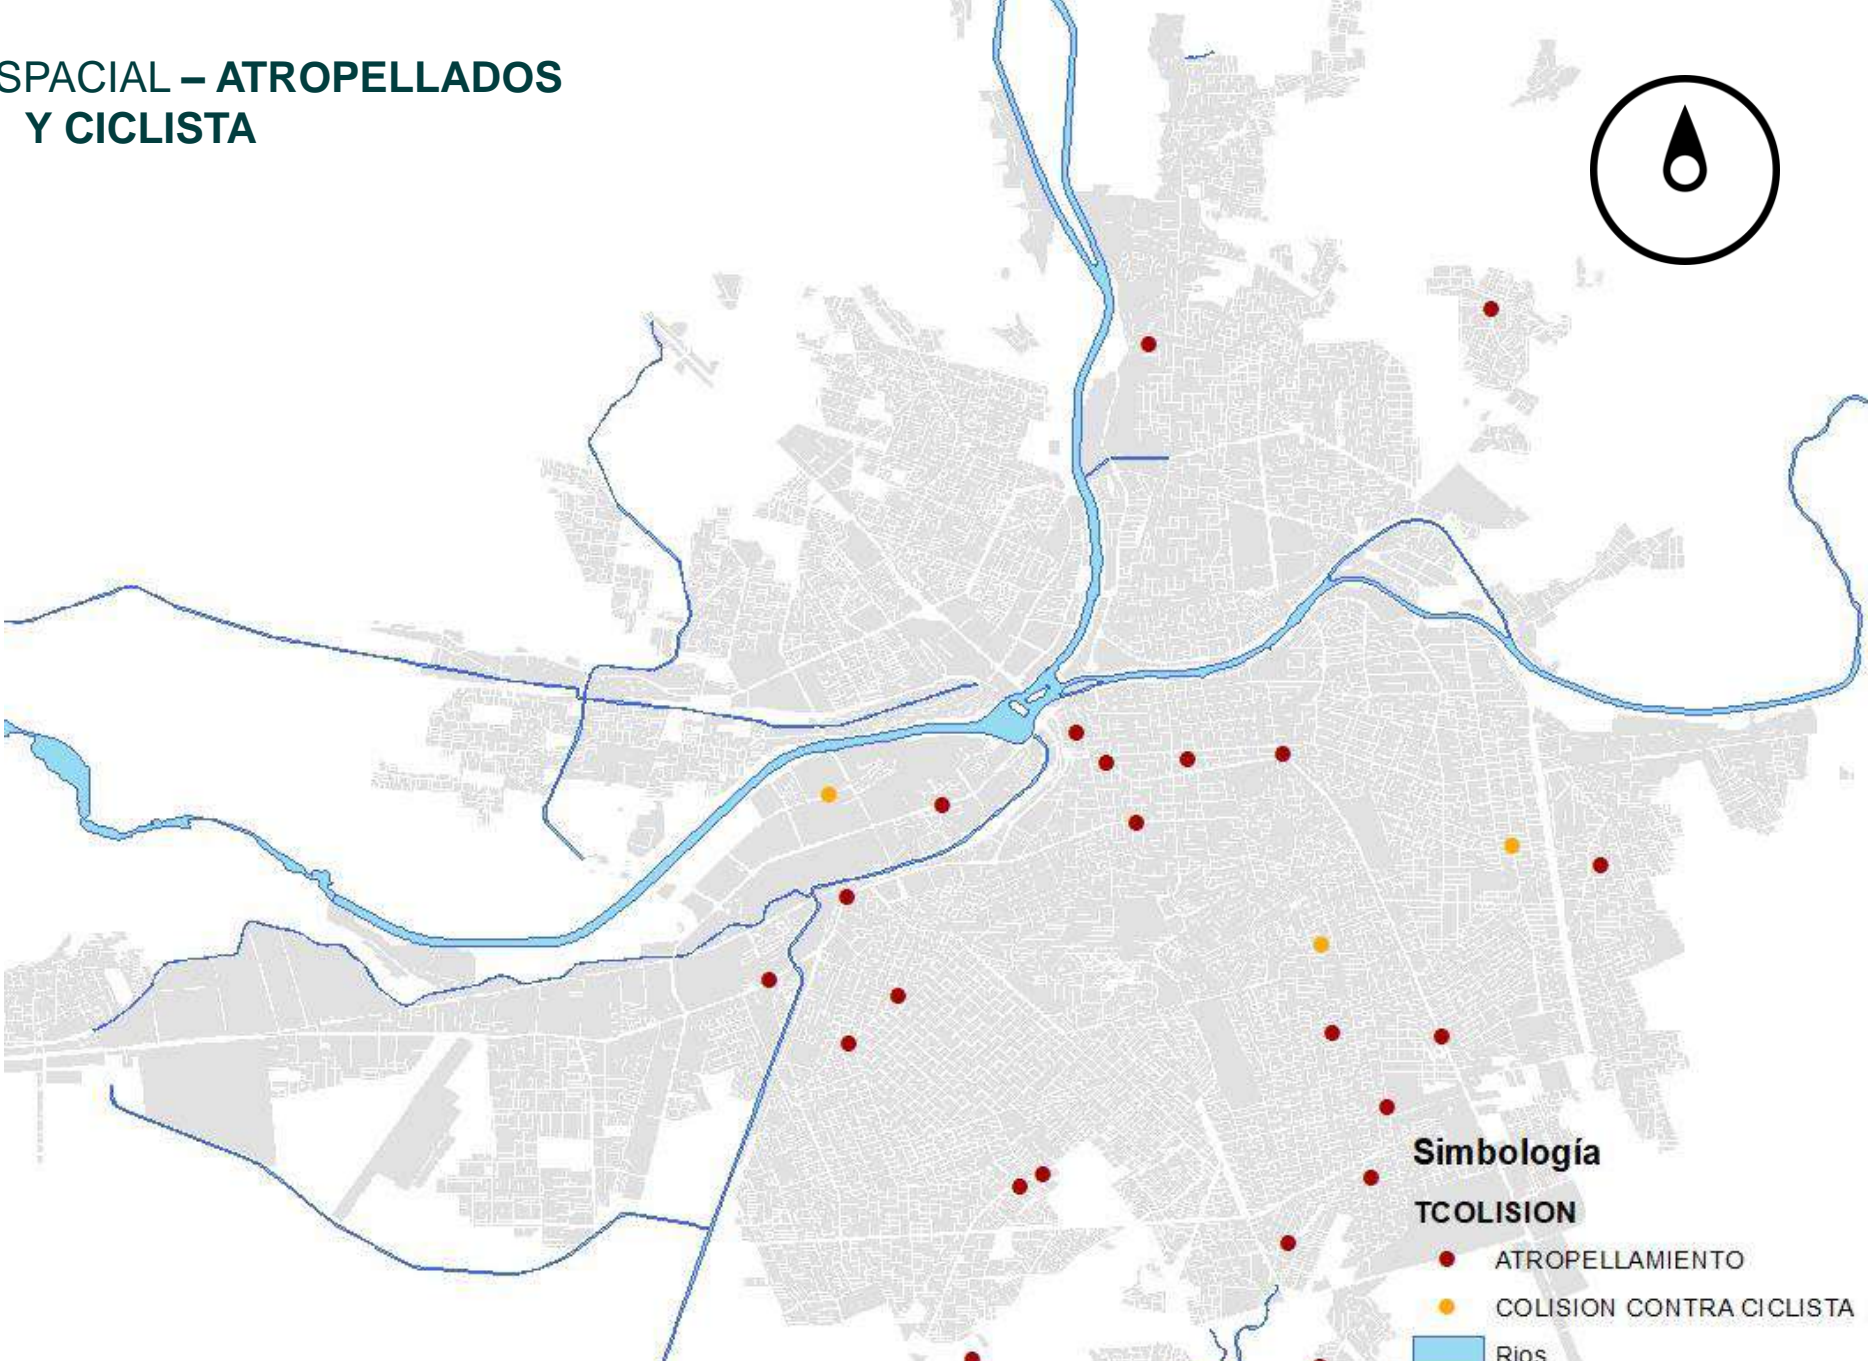 SPACIAL – ATROPELLADOS
Y CICLISTA
Simbología
TCOLISION
ATROPELLAMIENTO
COLISION CONTRA CICLISTA
Rios